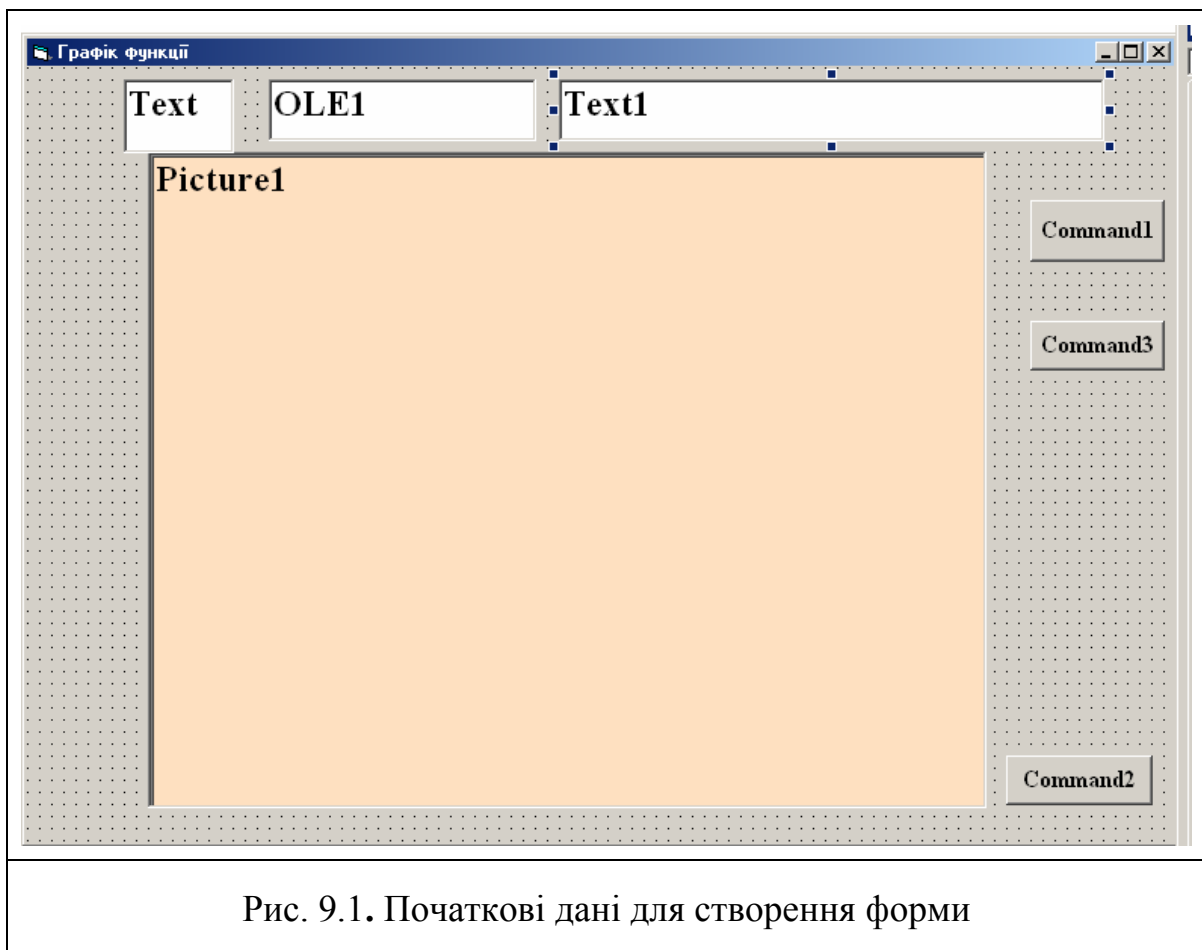 Графік функції
Text
OLE1
Text1
Picture1
Command1
Command3
Command2
Рис. 9.1. Початкові дані для створення форми